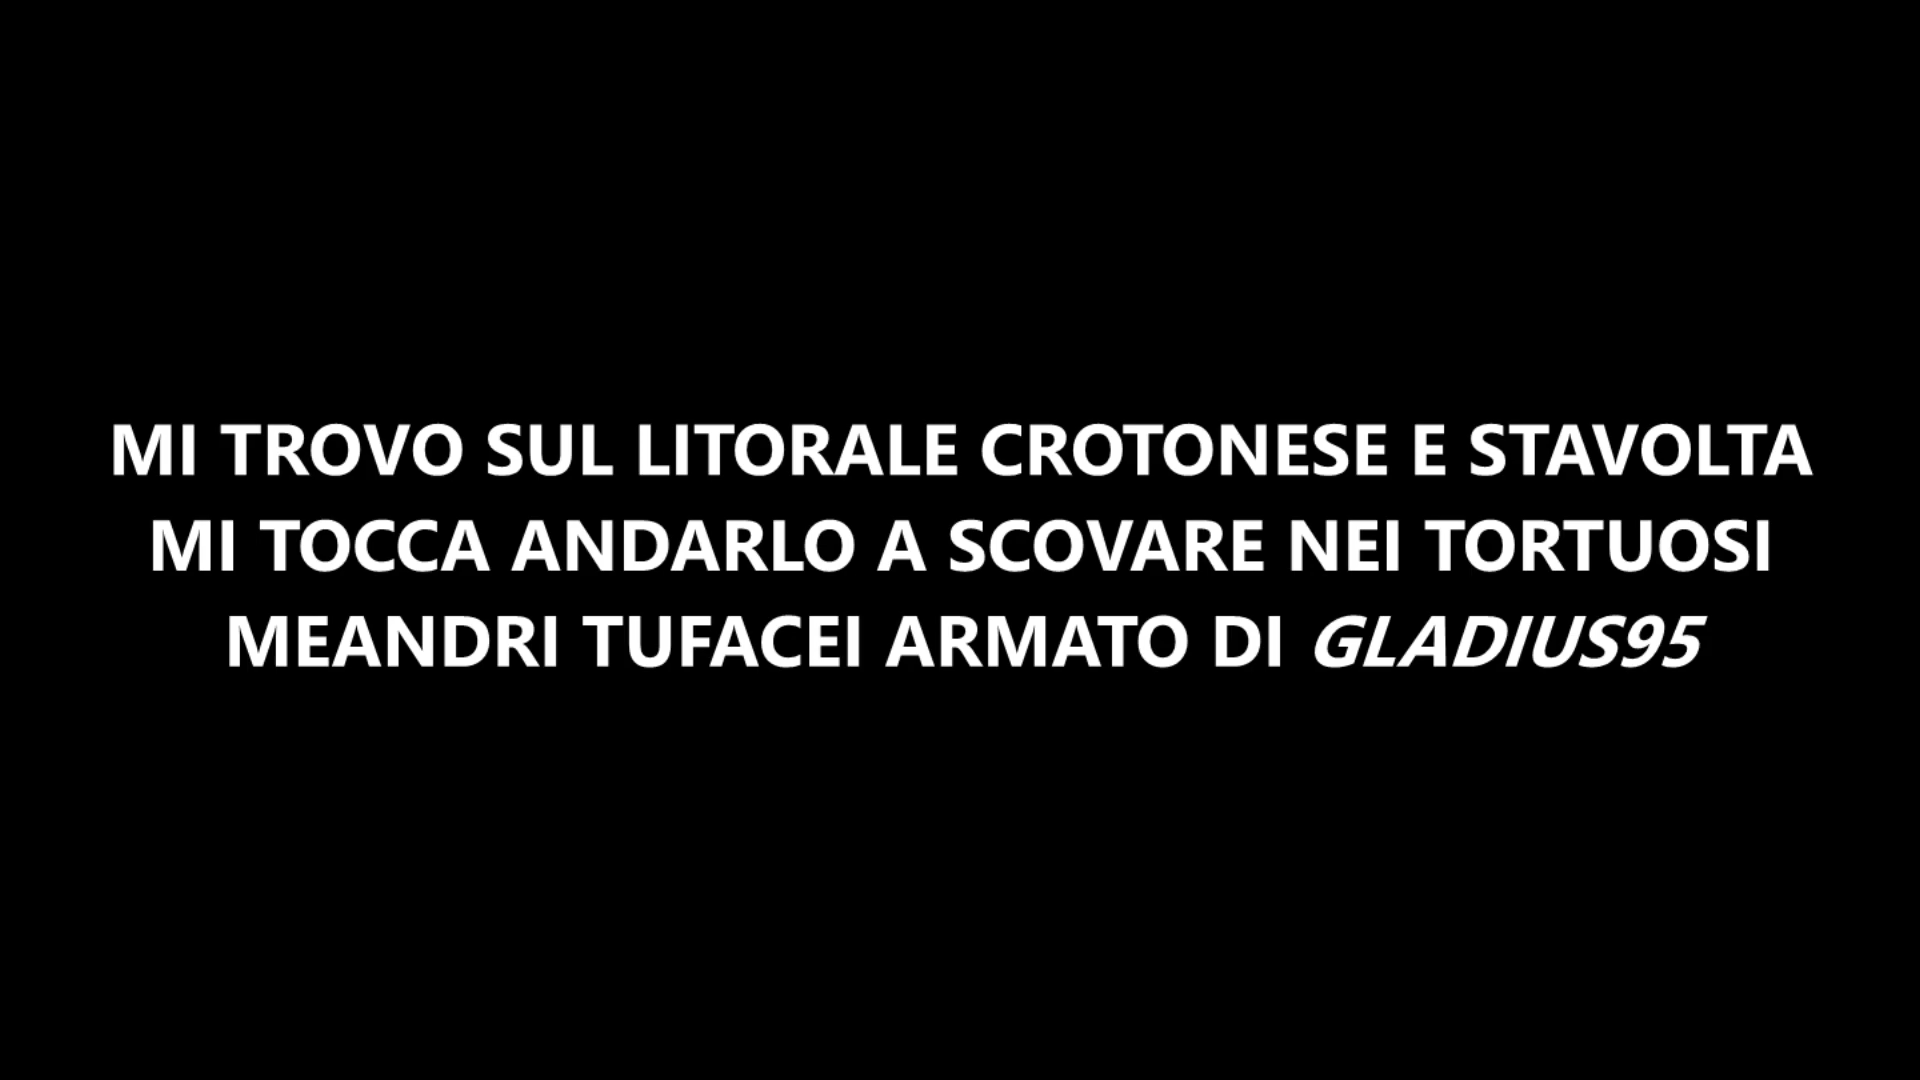 MI TROVO SUL LITORALE CROTONESE E STAVOLTA
MI TOCCA ANDARLO A SCOVARE NEI TORTUOSI
MEANDRI TUFACEI ARMATO DI GLADIUS95